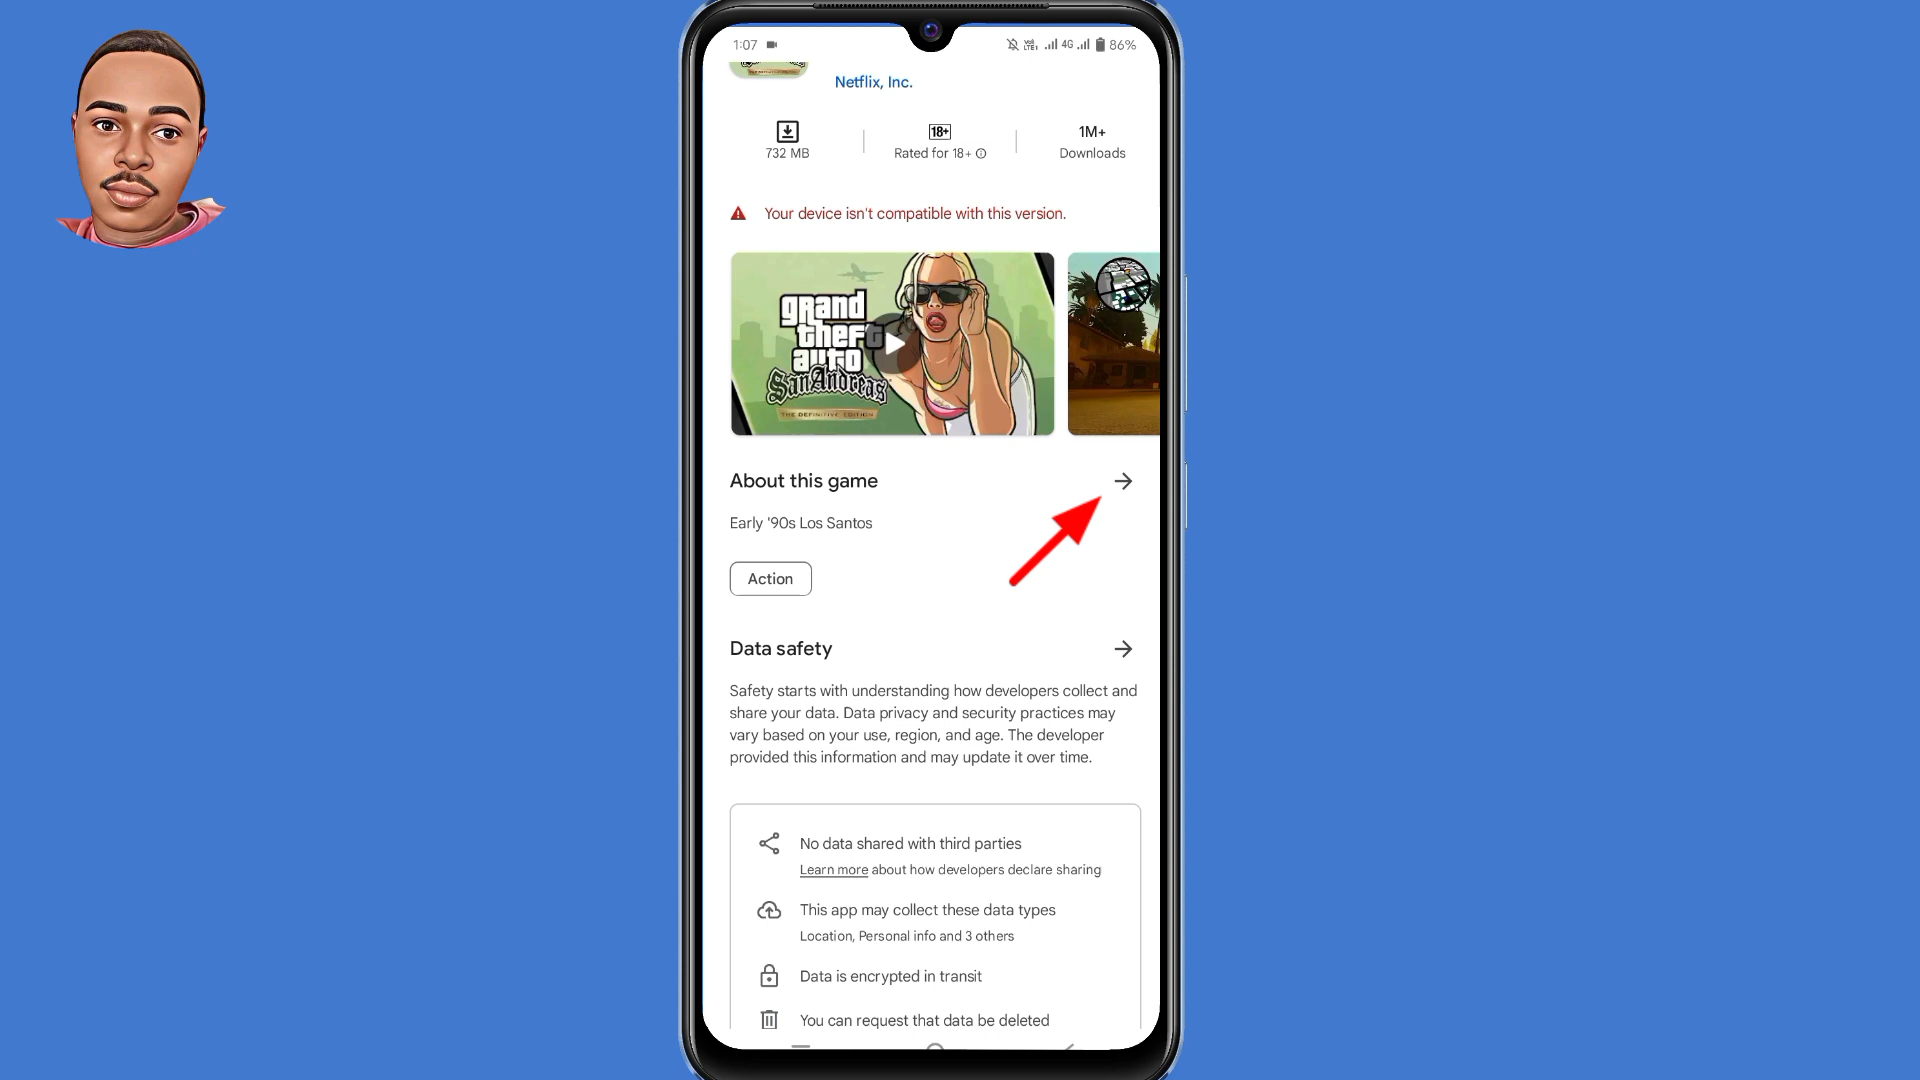 1:07
4G
86%
Netflix, Inc.
18+
1M+
732 MB
Rated for 18+
Downloads
Your device isn't compatible with this version.
grand
theft
auto
San Andreas
THE DEFINITIVE EDITION
About this game
Early '90s Los Santos
Action
Data safety
Safety starts with understanding how developers collect and
share your data. Data privacy and security practices may
vary based on your use, region, and age. The developer
provided this information and may update it over time.
No data shared with third parties
Learn more about how developers declare sharing
This app may collect these data types
Location, Personal info and 3 others
Data is encrypted in transit
You can request that data be deleted